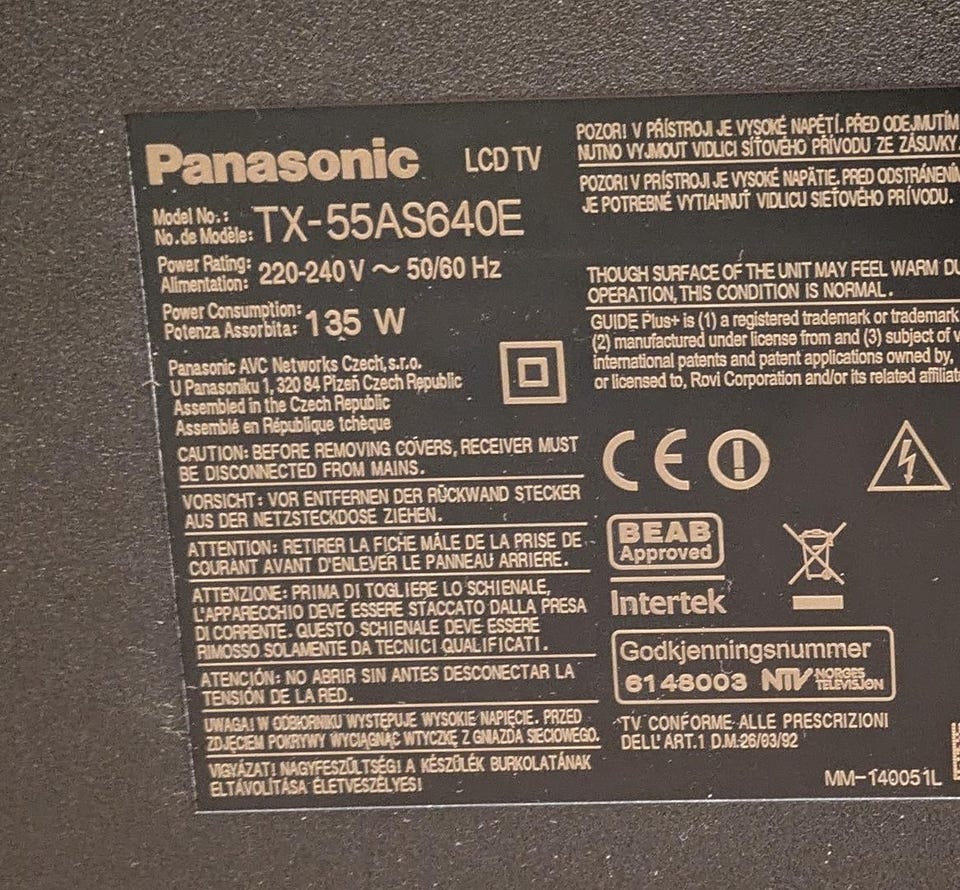 Panasonic LCD TV
Model No.:
No. de Modèle: TX-55AS640E
Power Rating:
Alimentation: 220-240 V ~ 50/60 Hz
Power Consumption:
Potenza Assorbita: 135 W
Panasonic AVC Networks Czech, s.r.o.
U Panasoniku 1, 320 84 Plzeň Czech Republic
Assembled in the Czech Republic
Assemblé en République tchèque
CAUTION: BEFORE REMOVING COVERS, RECEIVER MUST
BE DISCONNECTED FROM MAINS.
VORSICHT: VOR ENTFERNEN DER RÜCKWAND STECKER
AUS DER NETZSTECKDOSE ZIEHEN.
ATTENTION: RETIRER LA FICHE MÂLE DE LA PRISE DE
COURANT AVANT D'ENLEVER LE PANNEAU ARRIERE.
ATTENZIONE: PRIMA DI TOGLIERE LO SCHIENALE,
L'APPARECCHIO DEVE ESSERE STACCATO DALLA PRESA
DI CORRENTE. QUESTO SCHIENALE DEVE ESSERE
RIMOSSO SOLAMENTE DA TECNICI QUALIFICATI.
ATENCIÓN: NO ABRIR SIN ANTES DESCONECTAR LA
TENSIÓN DE LA RED.
UWAGA! W ODBIORNIKU WYSTĘPUJE WYSOKIE NAPIĘCIE. PRZED
ZDJĘCIEM POKRYWY WYCIĄGNĄĆ WTYCZKĘ Z GNIAZDA SIECIOWEGO.
VIGYÁZAT! NAGYFESZÜLTSÉG! A KÉSZÜLÉK BURKOLATÁNAK
ELTÁVOLÍTÁSA ÉLETVESZÉLYES!
POZOR! V PŘÍSTROJI JE VYSOKÉ NAPĚTÍ. PŘED ODEJMUTÍM
NUTNO VYJMOUT VIDLICI SÍŤOVÉHO PŘÍVODU ZE ZÁSUVKY.
POZOR! V PRÍSTROJI JE VYSOKÉ NAPÄTIE. PRED ODSTRÁNENÍM
JE POTREBNÉ VYTIAHNUŤ VIDLICU SIEŤOVÉHO PRÍVODU.
THOUGH SURFACE OF THE UNIT MAY FEEL WARM DU
OPERATION, THIS CONDITION IS NORMAL.
GUIDE Plus+ is (1) a registered trademark or trademark
(2) manufactured under license from and (3) subject of v
international patents and patent applications owned by,
or licensed to, Rovi Corporation and/or its related affiliat
CE
BEAB
Approved
Intertek
Godkjenningsnummer
6148003 NTV NORGES
TELEVISJON
TV CONFORME ALLE PRESCRIZIONI
DELL' ART.1 D.M.26/03/92
MM-140051L